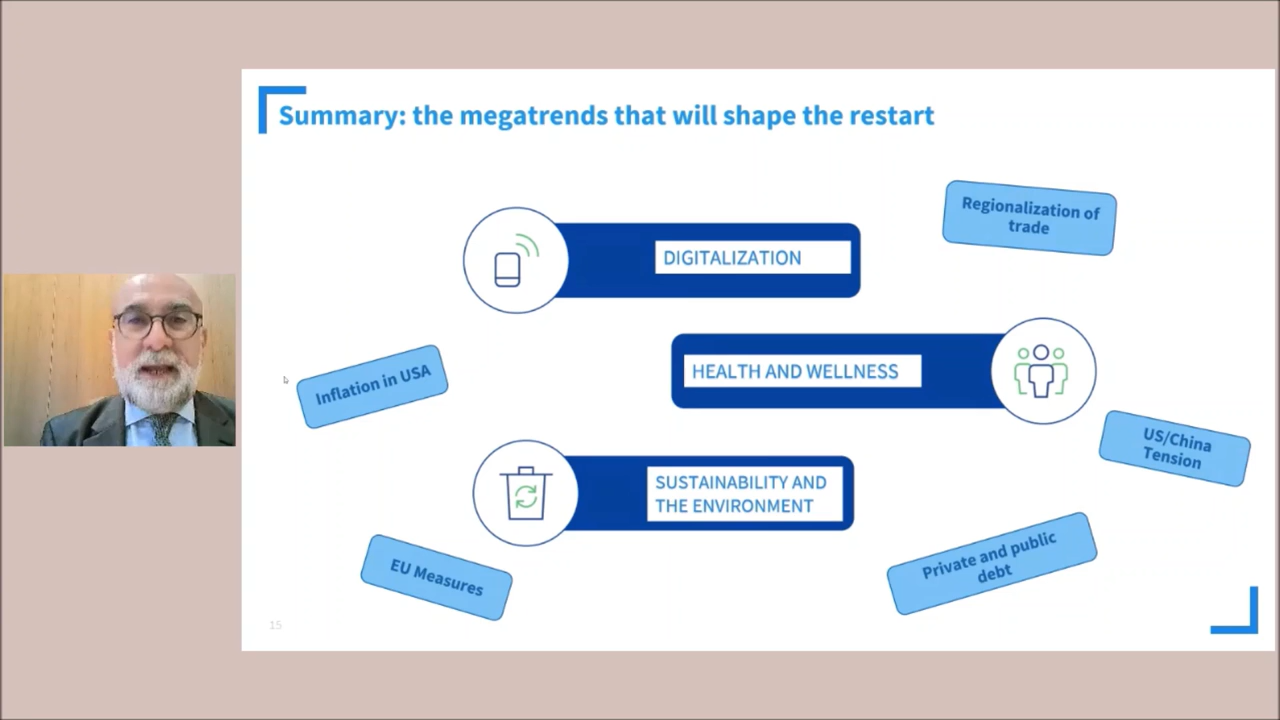 Summary: the megatrends that will shape the restart
Regionalization of
trade
DIGITALIZATION
Inflation in USA
HEALTH AND WELLNESS
US/China
Tension
SUSTAINABILITY AND
THE ENVIRONMENT
EU Measures
Private and public
debt
15